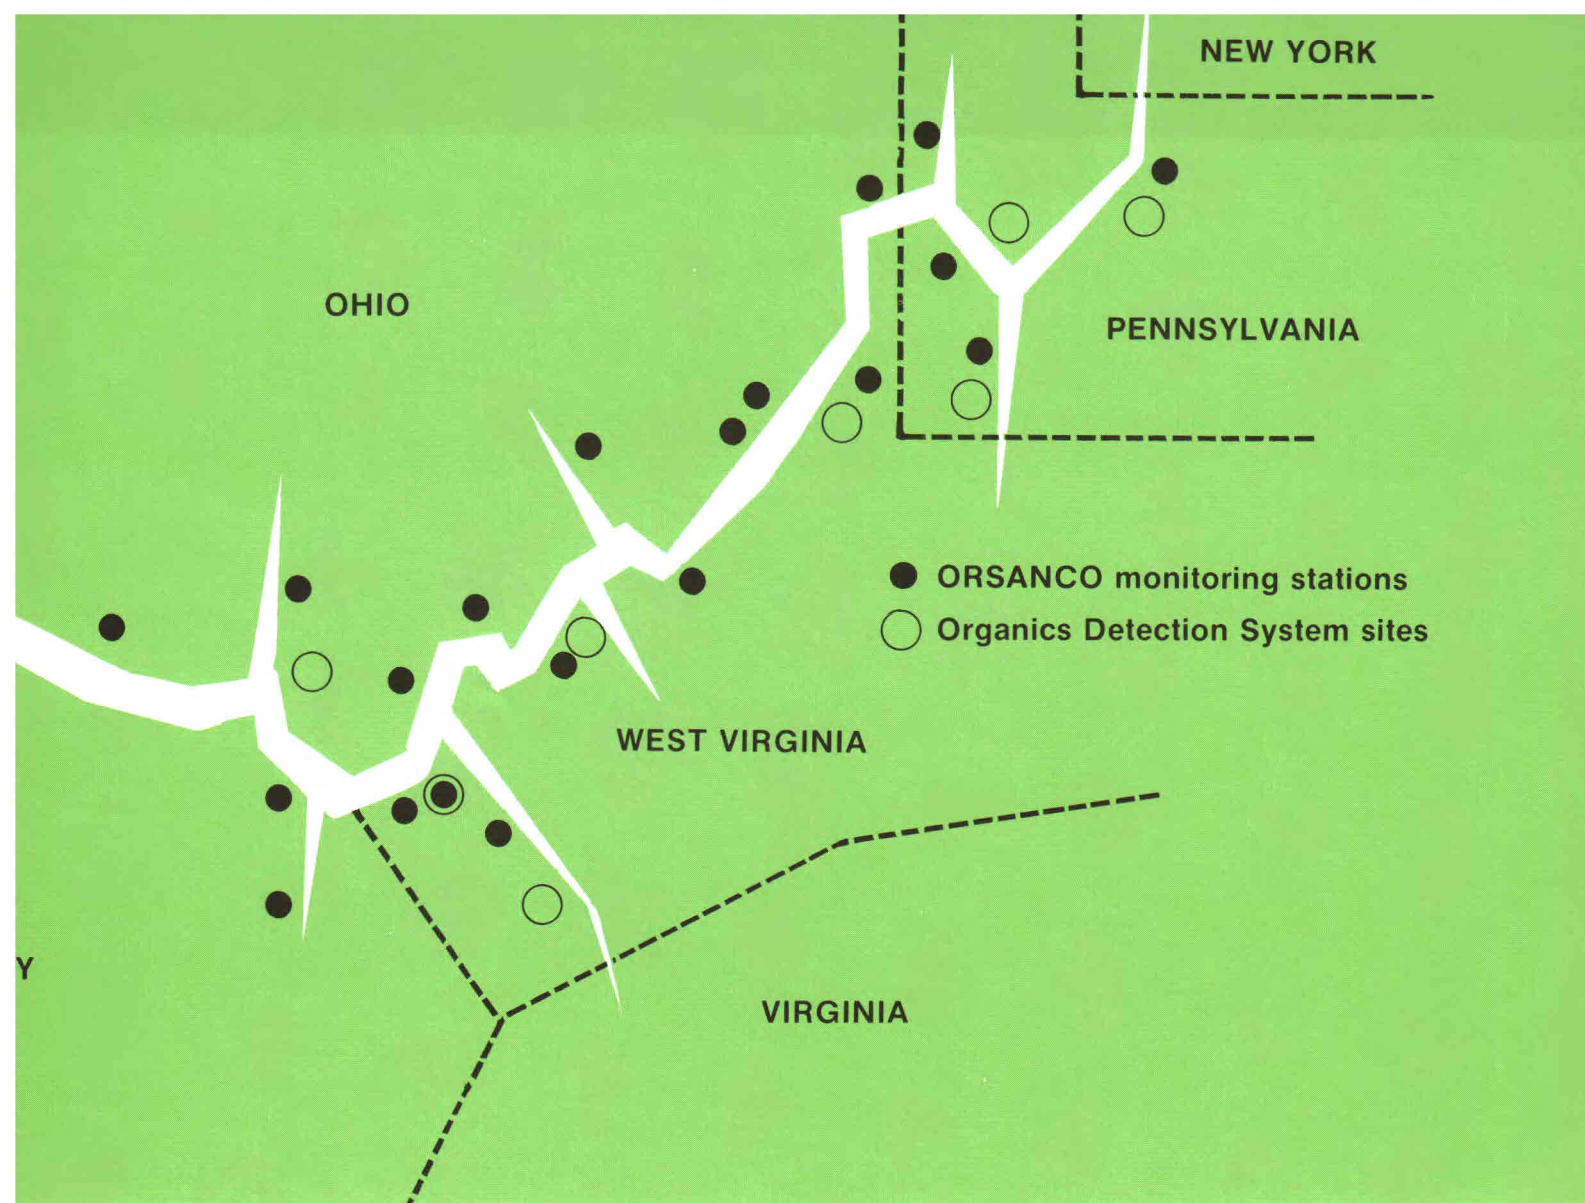 NEW YORK
OHIO
PENNSYLVANIA
ORSANCO monitoring stations
Organics Detection System sites
WEST VIRGINIA
Y
VIRGINIA